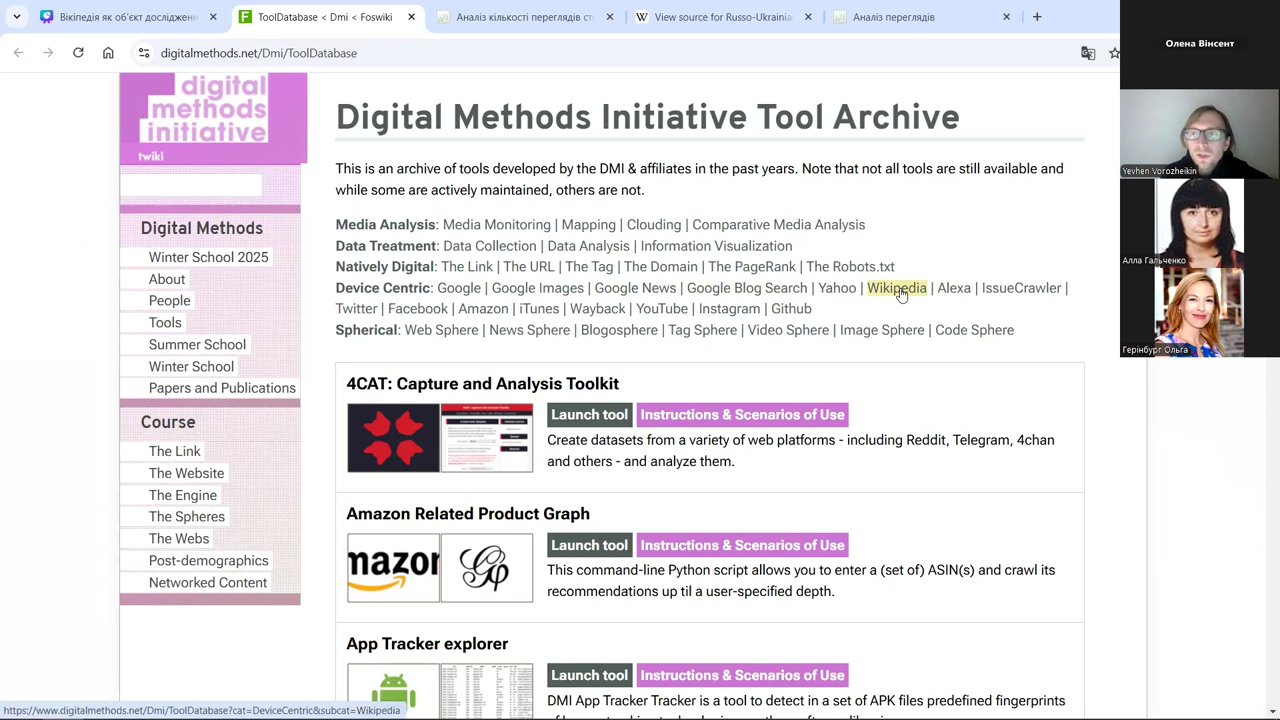 Вікіпедія як об'єкт дослідженн
ToolDatabase < Dmi < Foswiki
Аналіз кількості переглядів ст
View source for Russo-Ukrainia
Аналіз переглядів
digitalmethods.net/Dmi/ToolDatabase
digital
methods
initiative
twiki
Digital Methods
Winter School 2025
About
People
Tools
Summer School
Winter School
Papers and Publications
Course
The Link
The Website
The Engine
The Spheres
The Webs
Post-demographics
Networked Content
Digital Methods Initiative Tool Archive
This is an archive of tools developed by the DMI & affiliates in the past years. Note that not all tools are still available and
while some are actively maintained, others are not.
Media Analysis: Media Monitoring | Mapping | Clouding | Comparative Media Analysis
Data Treatment: Data Collection | Data Analysis | Information Visualization
Natively Digital: The Link | The URL | The Tag | The Domain | The PageRank | The Robots.txt
Device Centric: Google | Google Images | Google News | Google Blog Search | Yahoo | Wikipedia | Alexa | IssueCrawler |
Twitter | Facebook | Amazon | iTunes | Wayback | YouTube | Instagram | Github
Spherical: Web Sphere | News Sphere | Blogosphere | Tag Sphere | Video Sphere | Image Sphere | Code Sphere
4CAT: Capture and Analysis Toolkit
Launch tool Instructions & Scenarios of Use
Create datasets from a variety of web platforms - including Reddit, Telegram, 4chan
and others - and analyze them.
Amazon Related Product Graph
mazon
Launch tool Instructions & Scenarios of Use
This command-line Python script allows you to enter a (set of) ASIN(s) and crawl its
recommendations up til a user-specified depth.
App Tracker explorer
Launch tool Instructions & Scenarios of Use
DMI App Tracker Tracker is a tool to detect in a set of APK files predefined fingerprints
Олена Вінсент
Yevhen Vorozheikin
Алла Гальченко
Герінбург Ольга